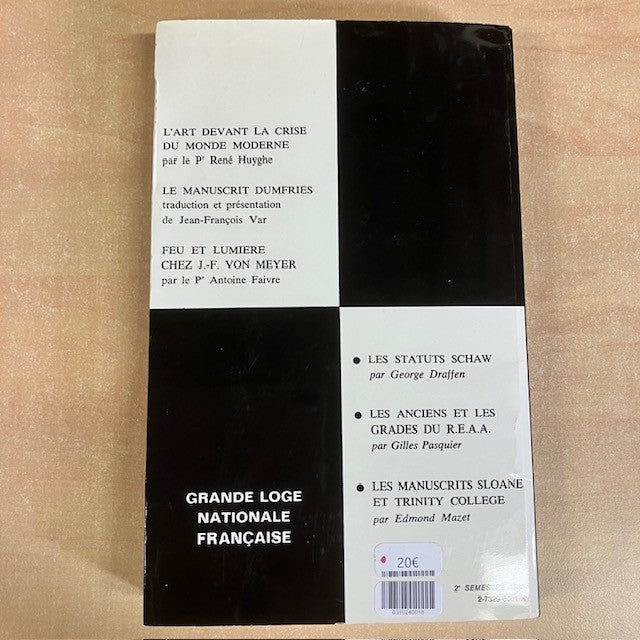 L'ART DEVANT LA CRISE
DU MONDE MODERNE
par le Pr René Huyghe
LE MANUSCRIT DUMFRIES
traduction et présentation
de Jean-François Var
FEU ET LUMIERE
CHEZ J.-F. VON MEYER
par le Pr Antoine Faivre
● LES STATUTS SCHAW
par George Draffen
● LES ANCIENS ET LES
GRADES DU R.E.A.A.
par Gilles Pasquier
● LES MANUSCRITS SLOANE
ET TRINITY COLLEGE
par Edmond Mazet
GRANDE LOGE
NATIONALE
FRANÇAISE
20€
0310240018
2e SEMESTRE